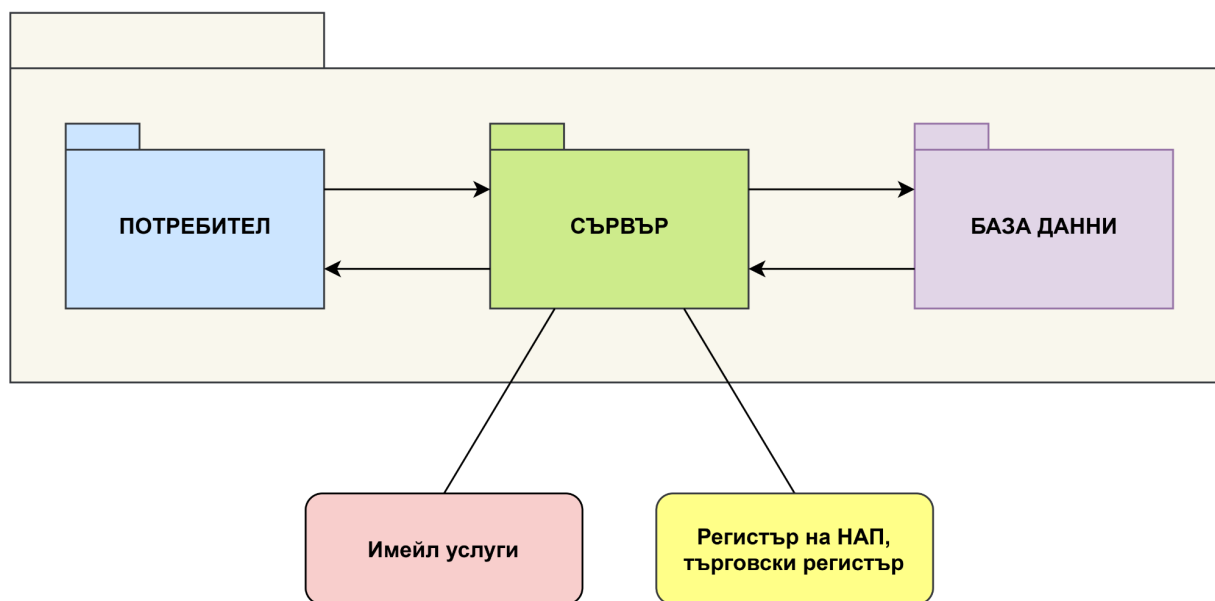 ПОТРЕБИТЕЛ
СЪРВЪР
БАЗА ДАННИ
Имейл услуги
Регистър на НАП,
търговски регистър